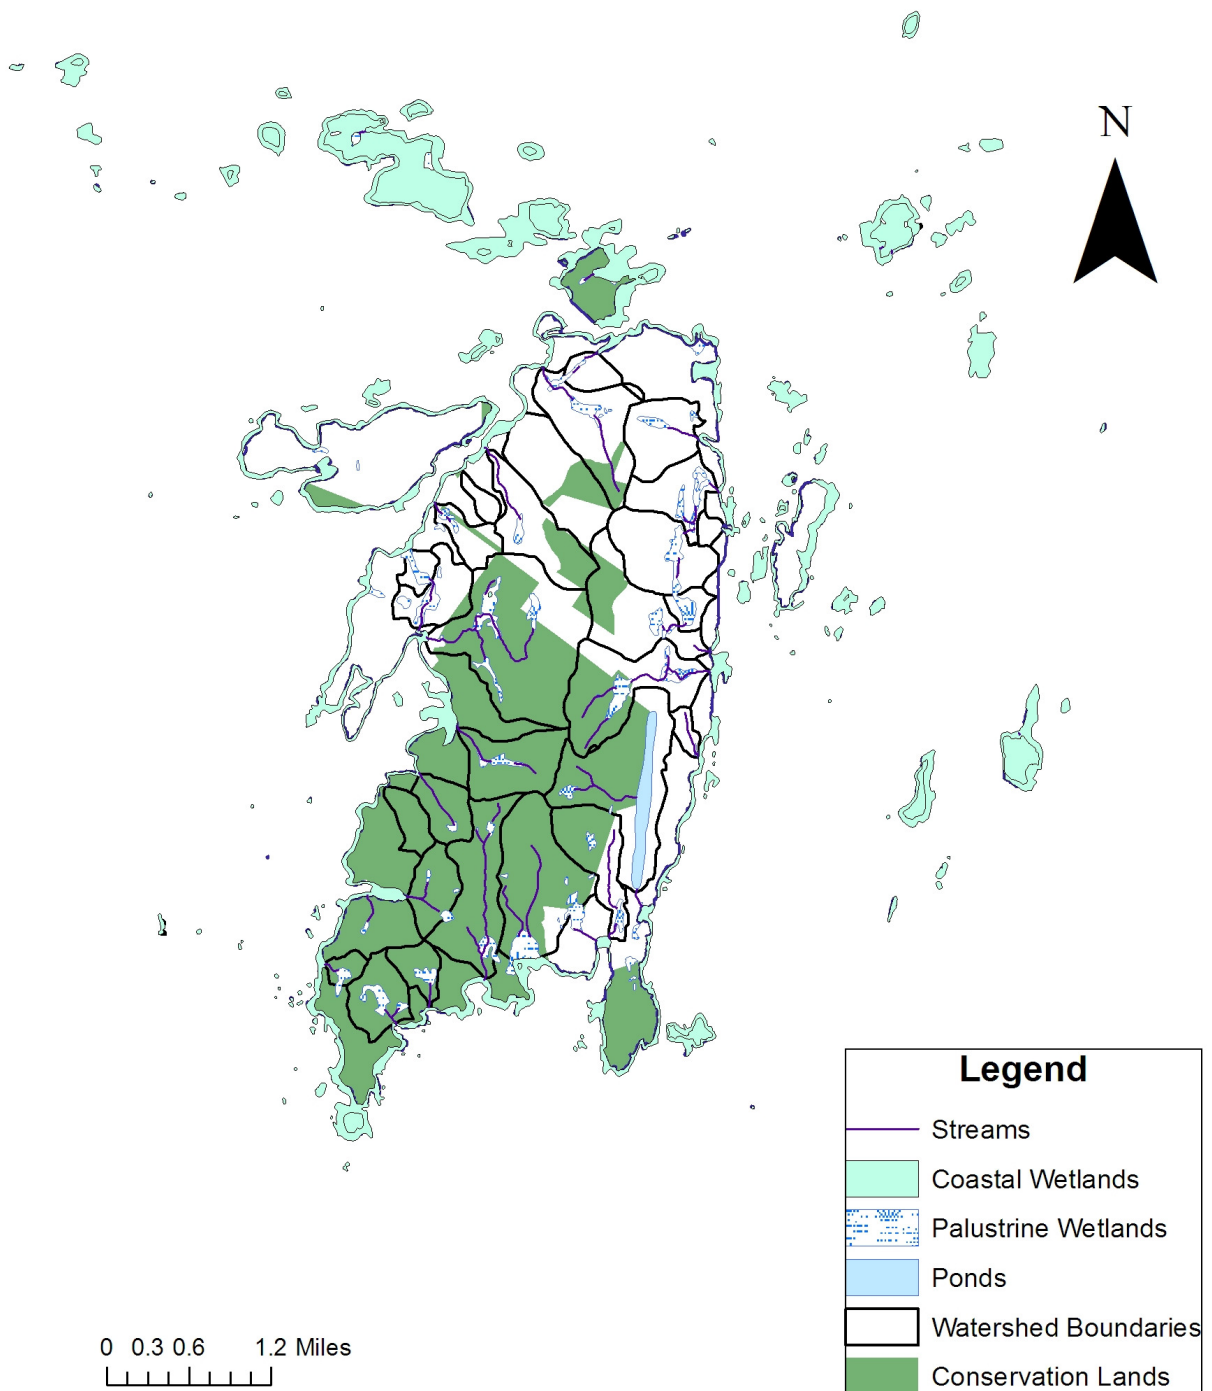 N
Legend
Streams
Coastal Wetlands
Palustrine Wetlands
Ponds
Watershed Boundaries
Conservation Lands
0 0.3 0.6 1.2 Miles